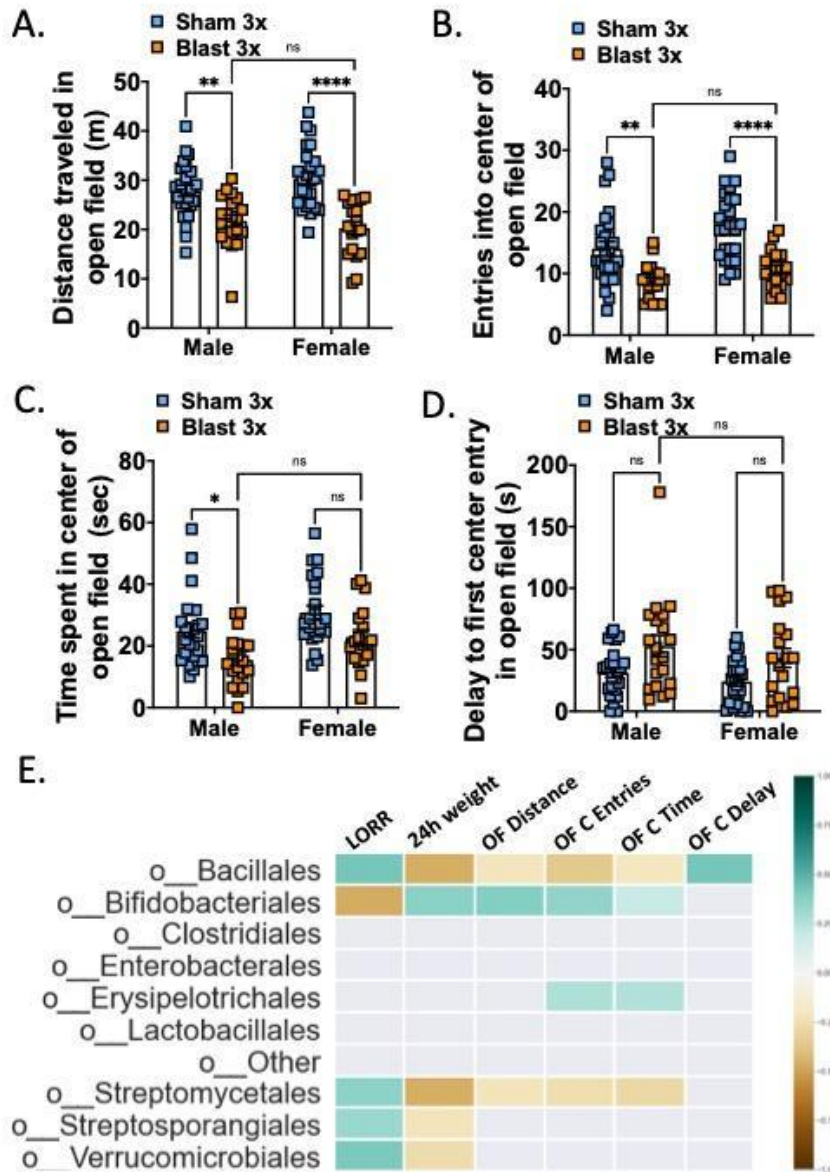 A.
Sham 3x
Blast 3x
ns
**
****
Distance traveled in
open field (m)
50
40
30
20
10
0
Male
Female
B.
Sham 3x
Blast 3x
ns
**
****
Entries into center of
open field
40
30
20
10
0
Male
Female
C.
Sham 3x
Blast 3x
ns
*
ns
Time spent in center of
open field (sec)
80
60
40
20
0
Male
Female
D.
Sham 3x
Blast 3x
ns
ns
ns
Delay to first center entry
in open field (s)
200
150
100
50
0
Male
Female
E.
LORR
24h weight
OF Distance
OF C Entries
OF C Time
OF C Delay
o__Bacillales
o__Bifidobacteriales
o__Clostridiales
o__Enterobacterales
o__Erysipelotrichales
o__Lactobacillales
o__Other
o__Streptomycetales
o__Streptosporangiales
o__Verrucomicrobiales